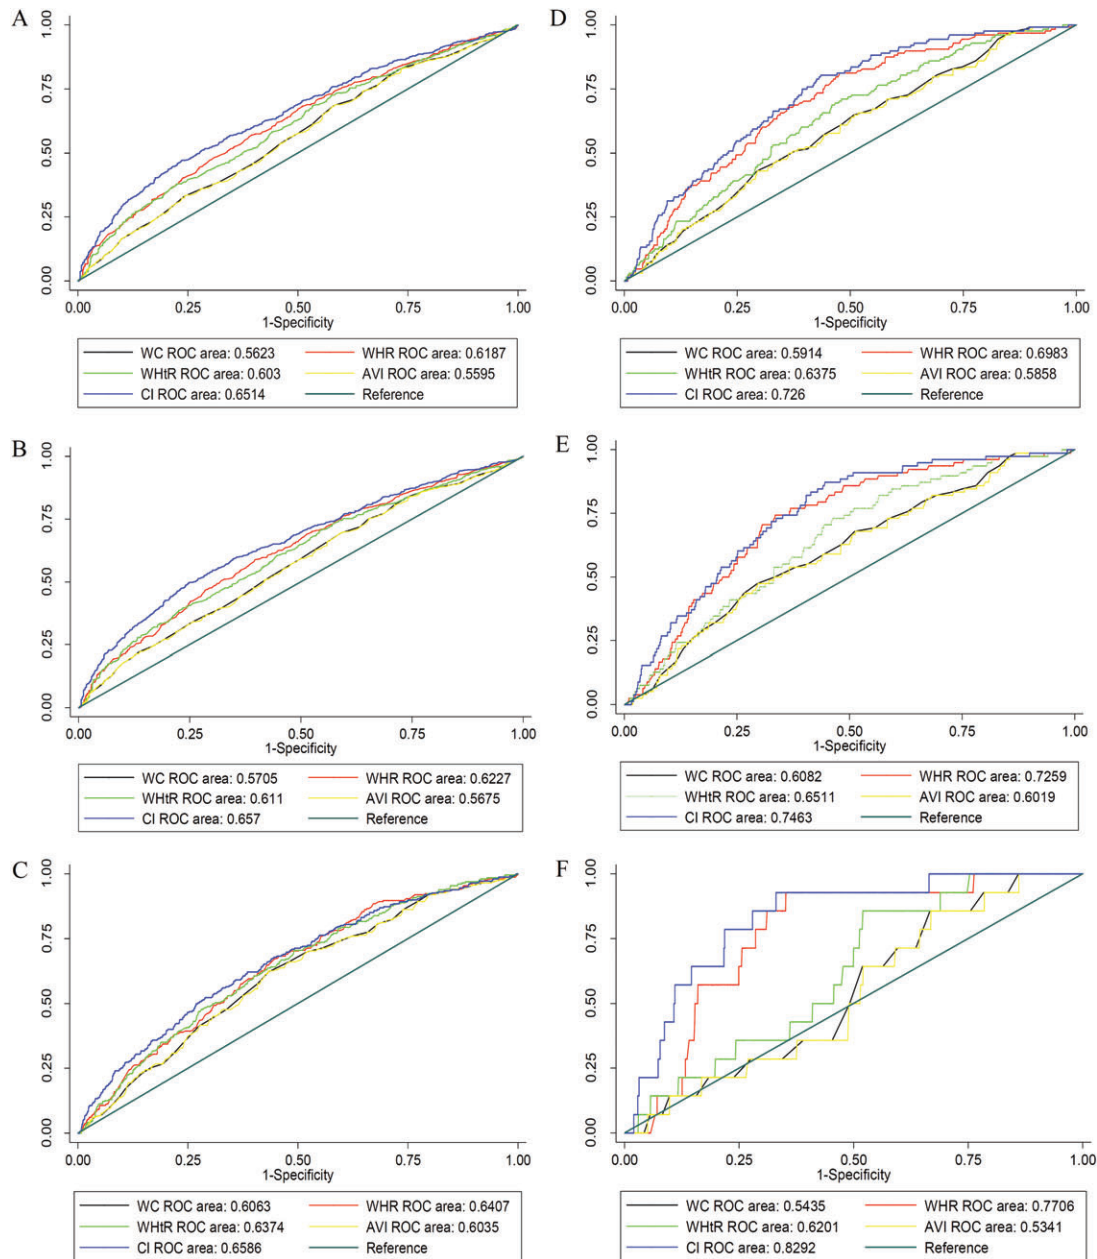 A
1.00
0.75
0.50
0.25
0.00
0.00 0.25 0.50 0.75 1.00
1-Specificity
WC ROC area: 0.5623 WHR ROC area: 0.6187
WHtR ROC area: 0.603 AVI ROC area: 0.5595
CI ROC area: 0.6514 Reference
B
1.00
0.75
0.50
0.25
0.00
0.00 0.25 0.50 0.75 1.00
1-Specificity
WC ROC area: 0.5705 WHR ROC area: 0.6227
WHtR ROC area: 0.611 AVI ROC area: 0.5675
CI ROC area: 0.657 Reference
C
1.00
0.75
0.50
0.25
0.00
0.00 0.25 0.50 0.75 1.00
1-Specificity
WC ROC area: 0.6063 WHR ROC area: 0.6407
WHtR ROC area: 0.6374 AVI ROC area: 0.6035
CI ROC area: 0.6586 Reference
D
1.00
0.75
0.50
0.25
0.00
0.00 0.25 0.50 0.75 1.00
1-Specificity
WC ROC area: 0.5914 WHR ROC area: 0.6983
WHtR ROC area: 0.6375 AVI ROC area: 0.5858
CI ROC area: 0.726 Reference
E
1.00
0.75
0.50
0.25
0.00
0.00 0.25 0.50 0.75 1.00
1-Specificity
WC ROC area: 0.6082 WHR ROC area: 0.7259
WHtR ROC area: 0.6511 AVI ROC area: 0.6019
CI ROC area: 0.7463 Reference
F
1.00
0.75
0.50
0.25
0.00
0.00 0.25 0.50 0.75 1.00
1-Specificity
WC ROC area: 0.5435 WHR ROC area: 0.7706
WHtR ROC area: 0.6201 AVI ROC area: 0.5341
CI ROC area: 0.8292 Reference